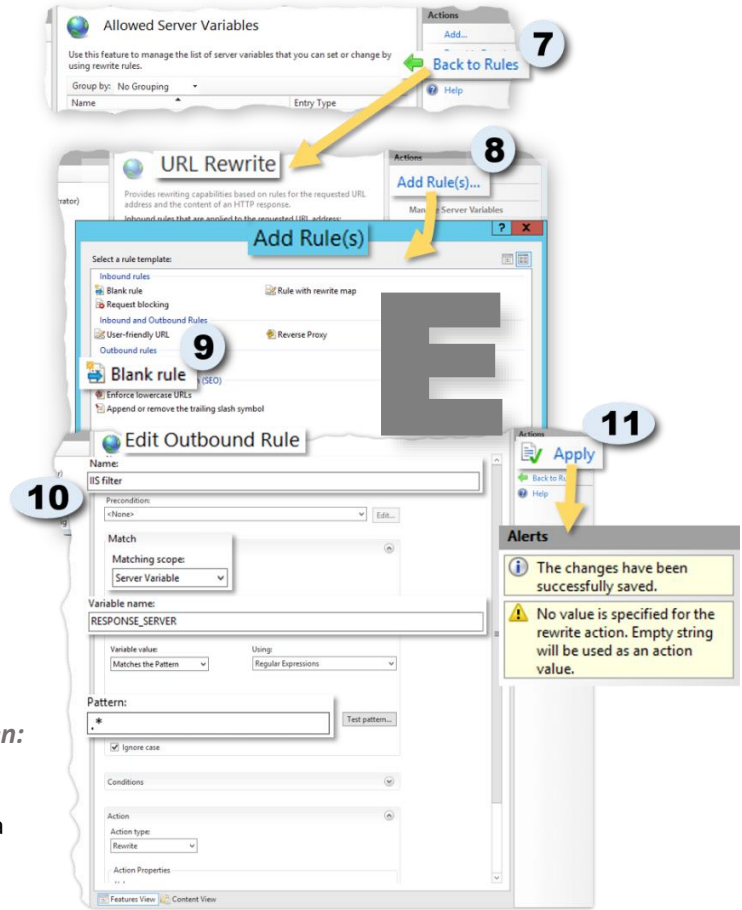 Allowed Server Variables
Use this feature to manage the list of server variables that you can set or change by
using rewrite rules.
Group by: No Grouping
Name Entry Type
Actions
Add...
7
Back to Rules
Help
URL Rewrite
Provides rewriting capabilities based on rules for the requested URL
address and the content of an HTTP response.
Inbound rules that are applied to the requested URL address:
Actions
8
Add Rule(s)...
Server Variables
Add Rule(s)
? X
Select a rule template:
Inbound rules
Blank rule Rule with rewrite map
Request blocking
Inbound and Outbound Rules
User-friendly URL Reverse Proxy
Outbound rules
9
Blank rule
(SEO)
Enforce lowercase URLs
Append or remove the trailing slash symbol
E
Edit Outbound Rule
10
Name:
IIS filter
Precondition:
<None> Edit...
Match
Matching scope:
Server Variable
Variable name:
RESPONSE_SERVER
Variable value: Using:
Matches the Pattern Regular Expressions
Pattern:
.* Test pattern...
Ignore case
Conditions
Action
Action type:
Rewrite
Action Properties
Features View Content View
Actions
11
Apply
Back to
Help
Alerts
The changes have been
successfully saved.
No value is specified for the
rewrite action. Empty string
will be used as an action
value.